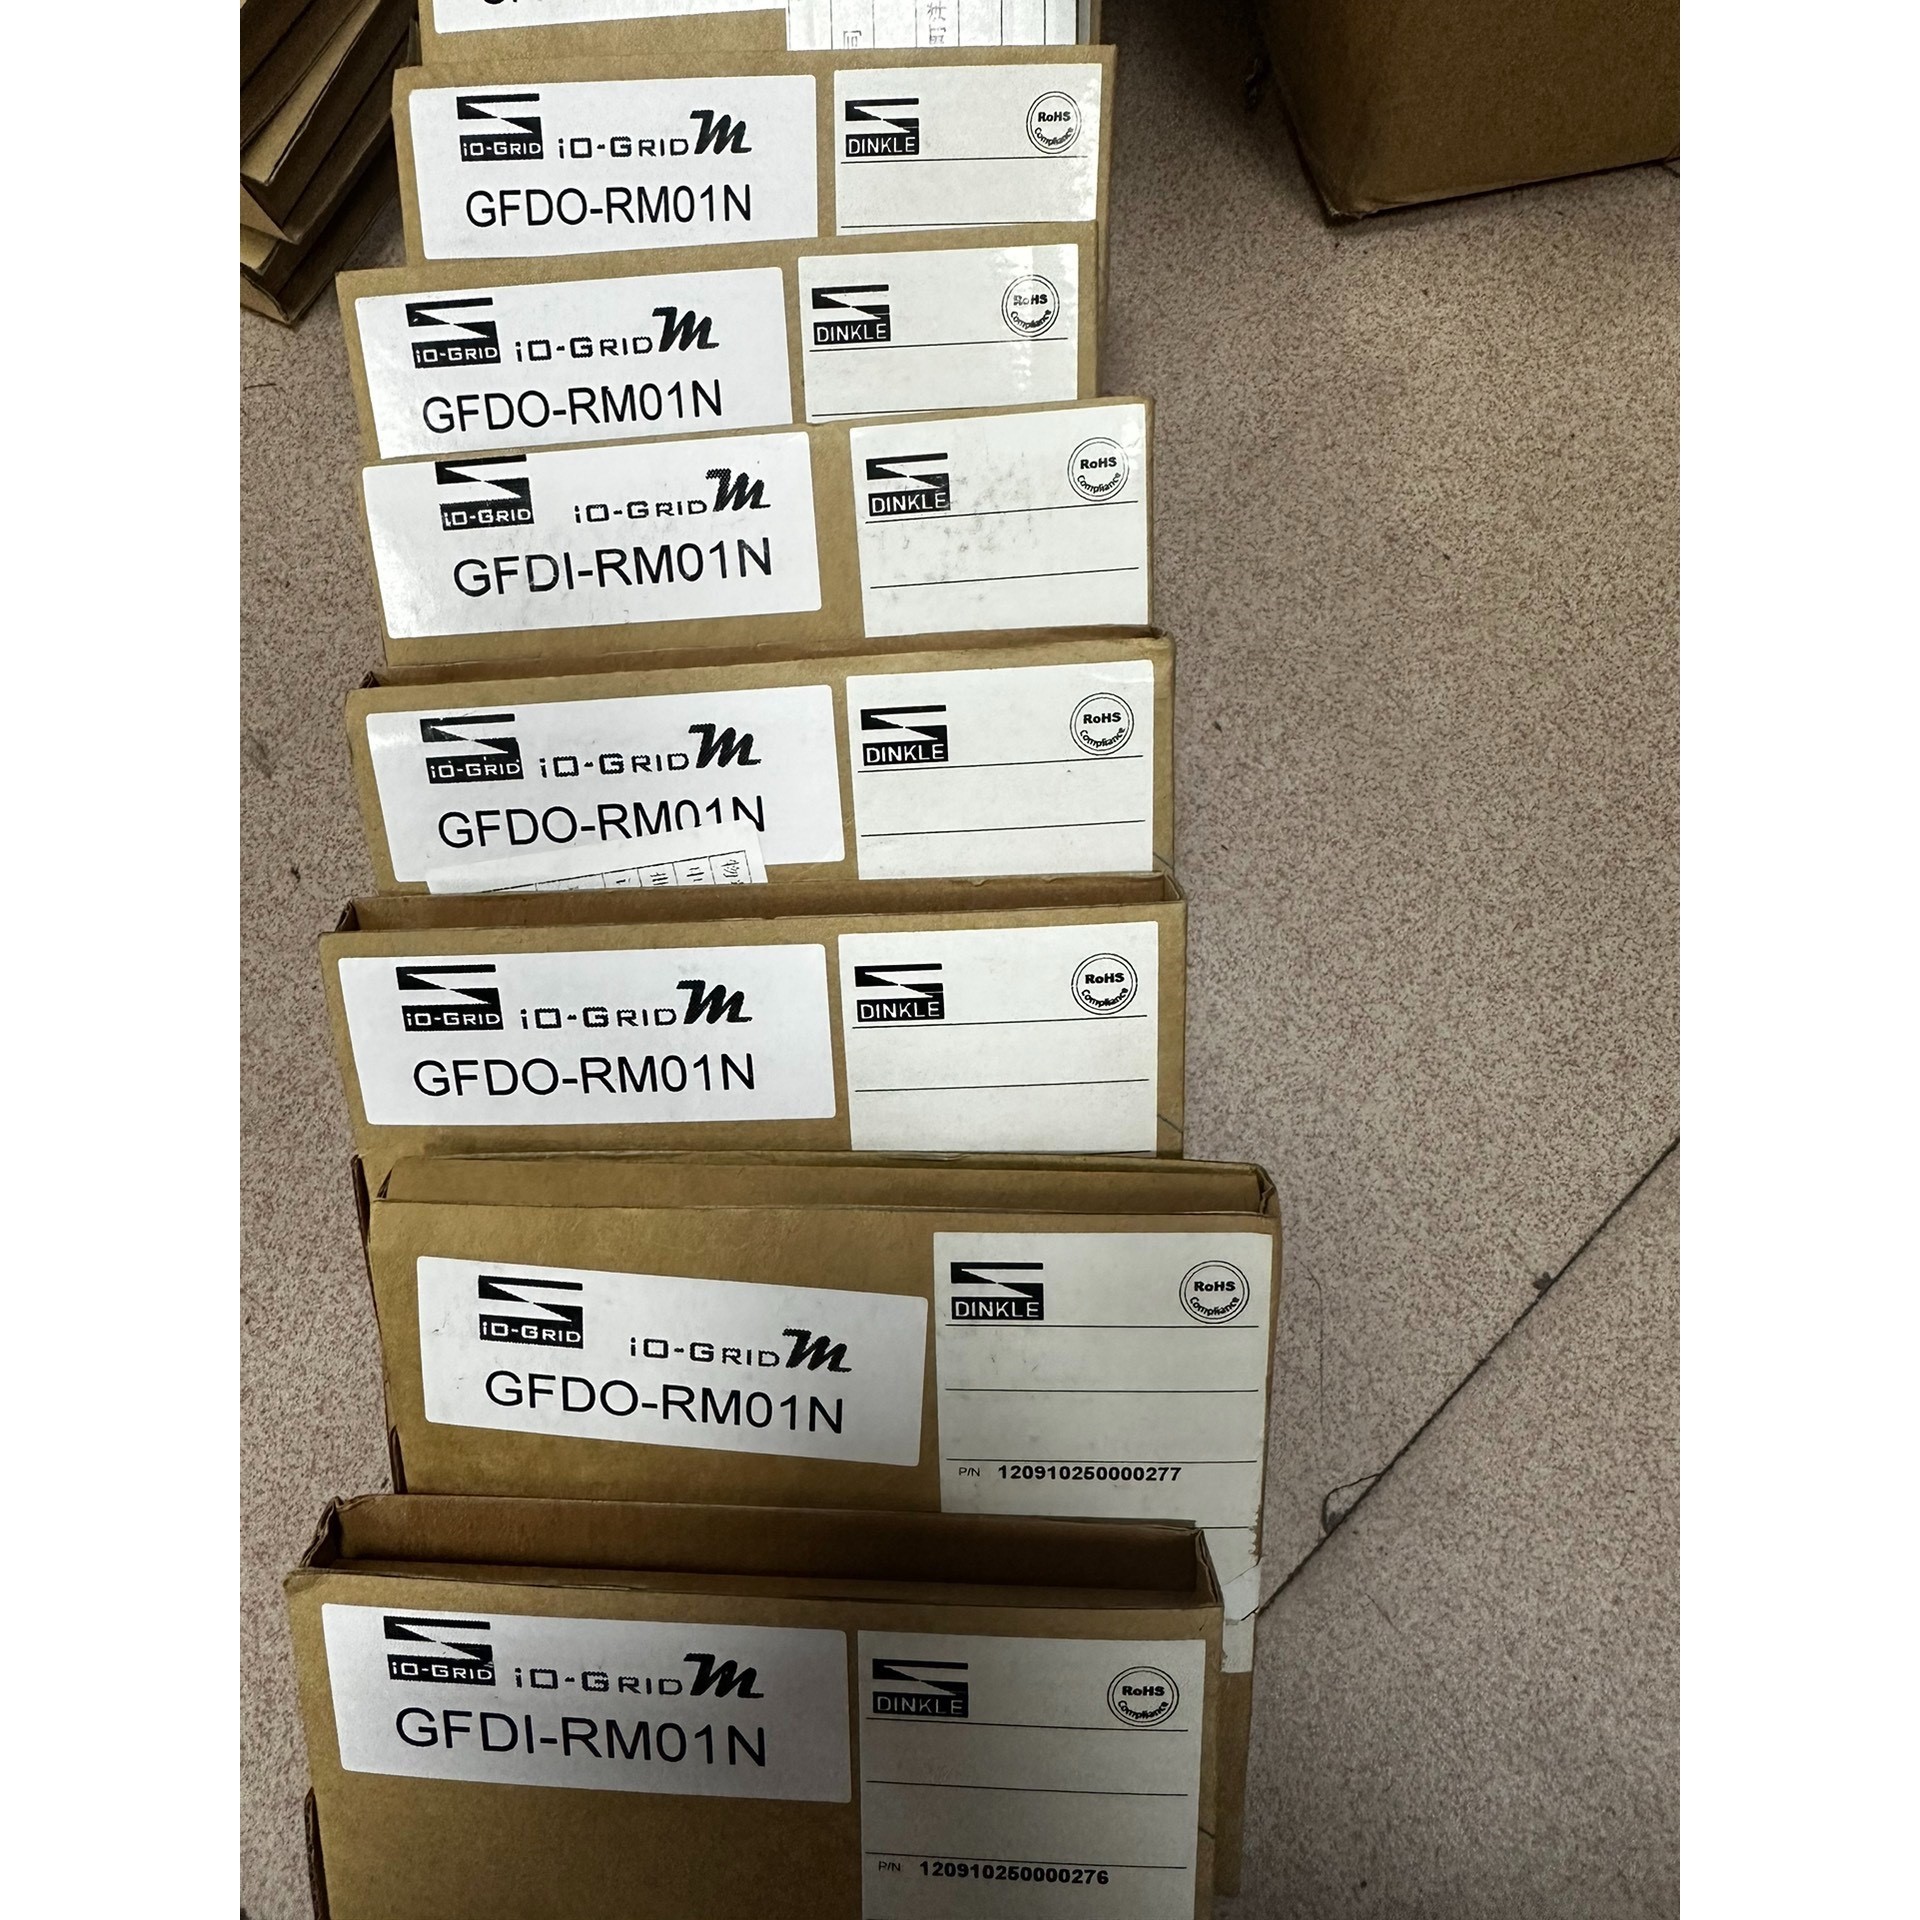 iO-GRID iO-GRID M
GFDO-RM01N
DINKLE
RoHS
Compliance
iO-GRID iO-GRID M
GFDO-RM01N
DINKLE
RoHS
Compliance
iO-GRID iO-GRID M
GFDI-RM01N
DINKLE
RoHS
Compliance
iO-GRID iO-GRID M
GFDO-RM01N
DINKLE
RoHS
Compliance
iO-GRID iO-GRID M
GFDO-RM01N
DINKLE
RoHS
Compliance
iO-GRID iO-GRID M
GFDO-RM01N
DINKLE
RoHS
Compliance
P/N 120910250000277
iO-GRID iO-GRID M
GFDI-RM01N
DINKLE
RoHS
Compliance
P/N 120910250000276